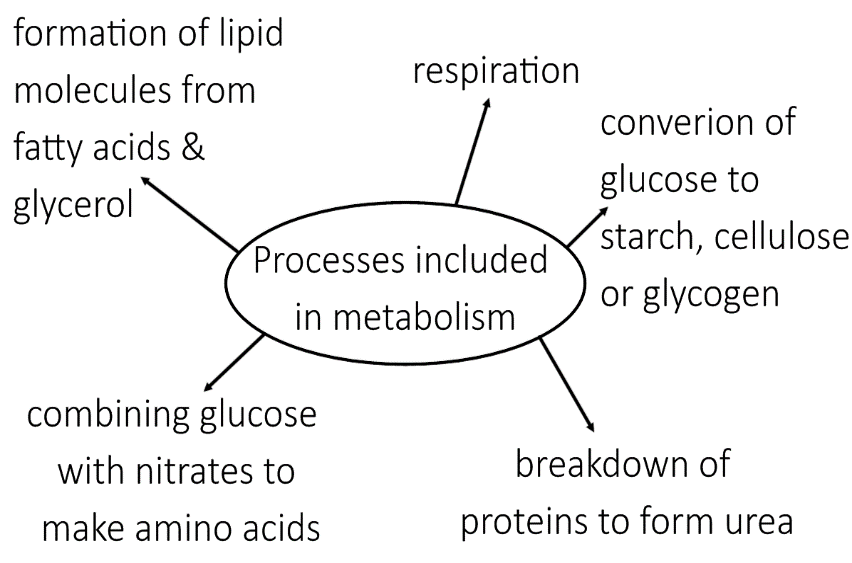 formation of lipid
molecules from
fatty acids &
glycerol
respiration
converion of
glucose to
starch, cellulose
or glycogen
Processes included
in metabolism
combining glucose
with nitrates to
make amino acids
breakdown of
proteins to form urea